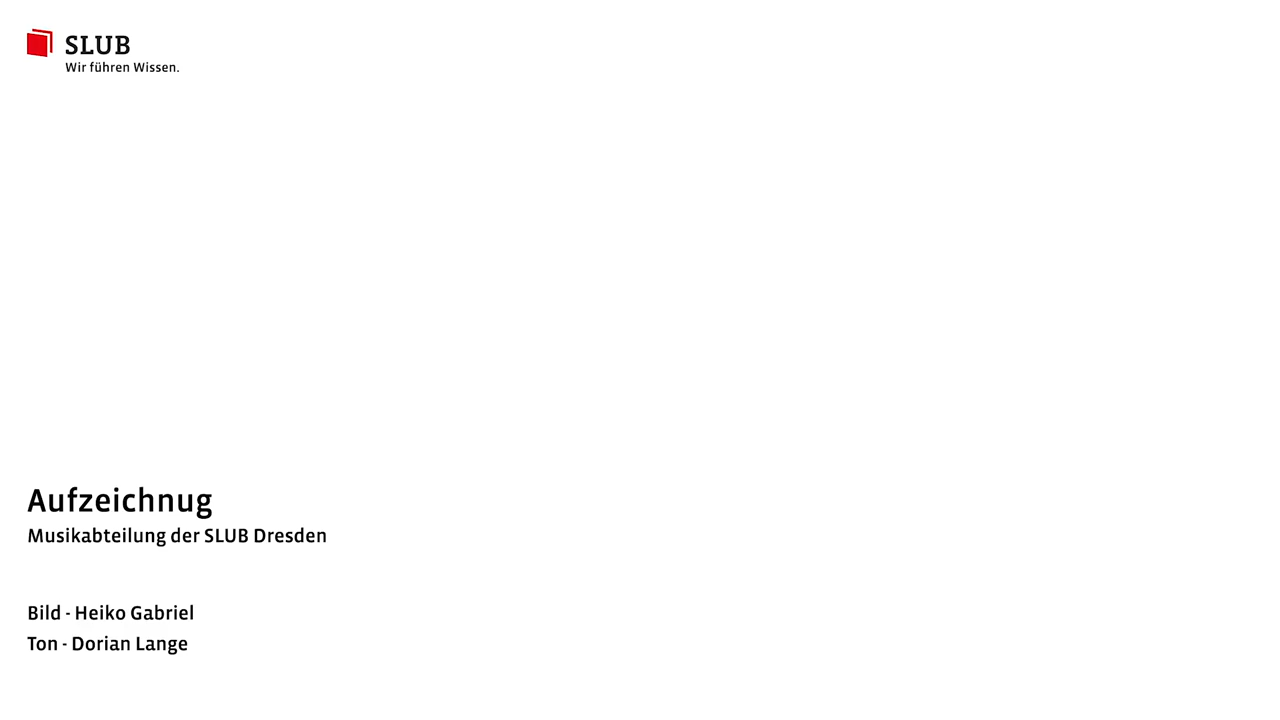 SLUB
Wir führen Wissen.
Aufzeichnug
Musikabteilung der SLUB Dresden
Bild - Heiko Gabriel
Ton - Dorian Lange